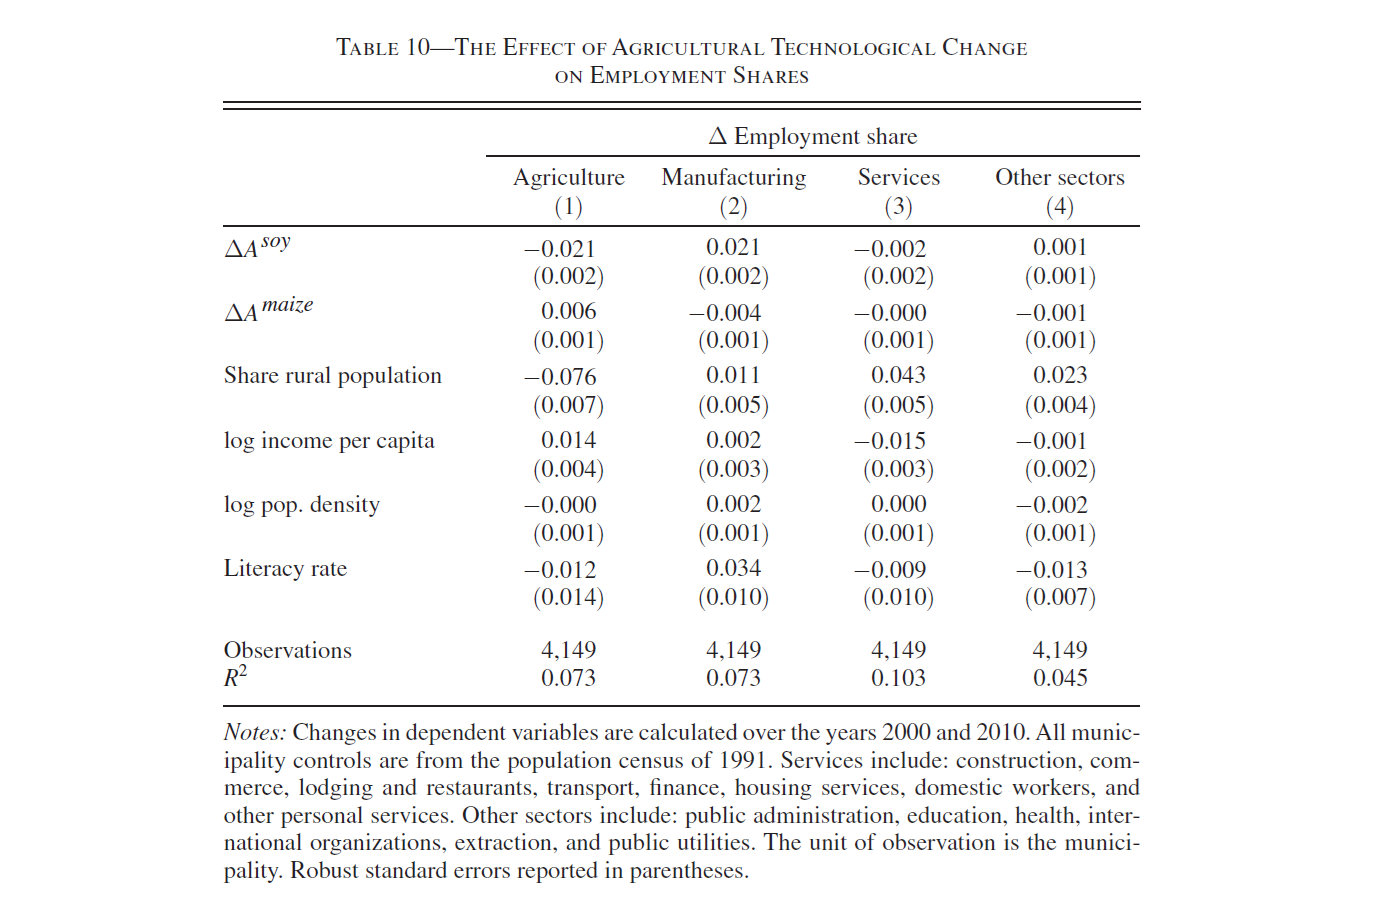 TABLE 10—THE EFFECT OF AGRICULTURAL TECHNOLOGICAL CHANGE
ON EMPLOYMENT SHARES
Δ Employment share
Agriculture Manufacturing Services Other sectors
(1) (2) (3) (4)
ΔA^soy −0.021 0.021 −0.002 0.001
(0.002) (0.002) (0.002) (0.001)
ΔA^maize 0.006 −0.004 −0.000 −0.001
(0.001) (0.001) (0.001) (0.001)
Share rural population −0.076 0.011 0.043 0.023
(0.007) (0.005) (0.005) (0.004)
log income per capita 0.014 0.002 −0.015 −0.001
(0.004) (0.003) (0.003) (0.002)
log pop. density −0.000 0.002 0.000 −0.002
(0.001) (0.001) (0.001) (0.001)
Literacy rate −0.012 0.034 −0.009 −0.013
(0.014) (0.010) (0.010) (0.007)
Observations 4,149 4,149 4,149 4,149
R² 0.073 0.073 0.103 0.045
Notes: Changes in dependent variables are calculated over the years 2000 and 2010. All munic-
ipality controls are from the population census of 1991. Services include: construction, com-
merce, lodging and restaurants, transport, finance, housing services, domestic workers, and
other personal services. Other sectors include: public administration, education, health, inter-
national organizations, extraction, and public utilities. The unit of observation is the munici-
pality. Robust standard errors reported in parentheses.